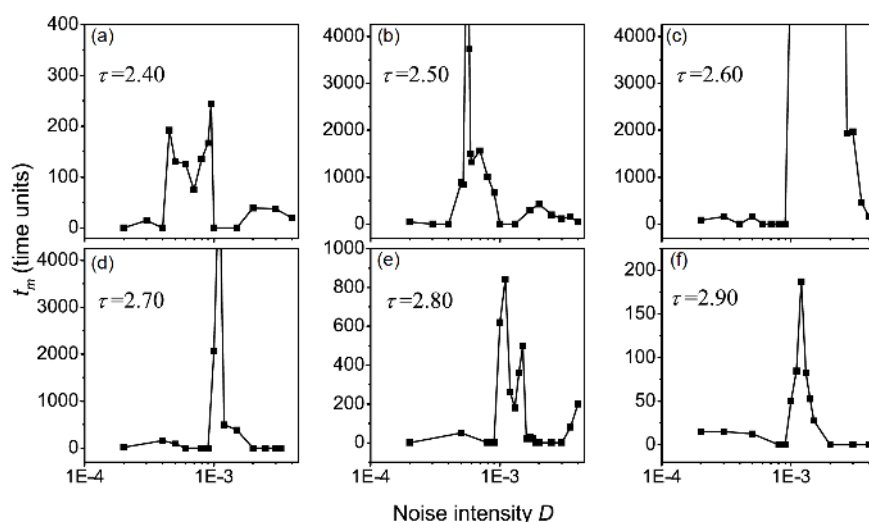 (a) (b) (c)
τ=2.40 τ=2.50 τ=2.60
400 300 200 100 0
4000 3000 2000 1000 0
4000 3000 2000 1000 0
t_m (time units)
(d) (e) (f)
τ=2.70 τ=2.80 τ=2.90
4000 3000 2000 1000 0
1000 800 600 400 200 0
200 150 100 50 0
1E-4 1E-3 1E-4 1E-3 1E-4 1E-3
Noise intensity D